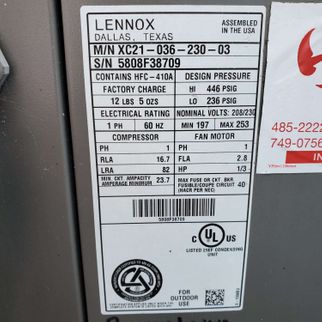 LENNOX
DALLAS, TEXAS
ASSEMBLED
IN THE USA
M/N XC21-036-230-03
S/N 5808F38709
CONTAINS HFC-410A
DESIGN PRESSURE
FACTORY CHARGE
HI 446 PSIG
12 LBS 5 OZS
LO 236 PSIG
ELECTRICAL RATING
NOMINAL VOLTS: 208/230
1 PH 60 HZ
MIN 197 MAX 253
COMPRESSOR
FAN MOTOR
PH 1
PH 1
RLA 16.7
FLA 2.8
LRA 82
HP 1/3
MIN. CKT. AMPACITY
AMPERAGE MINIMUM 23.7
MAX FUSE OR CKT. BKR.
FUSIBLE/COUPE CIRCUIT 40
(HACR PER NEC)
5808F38709
C UL US
LISTED
FOR
OUTDOOR
USE
485-2222
749-0756
IN